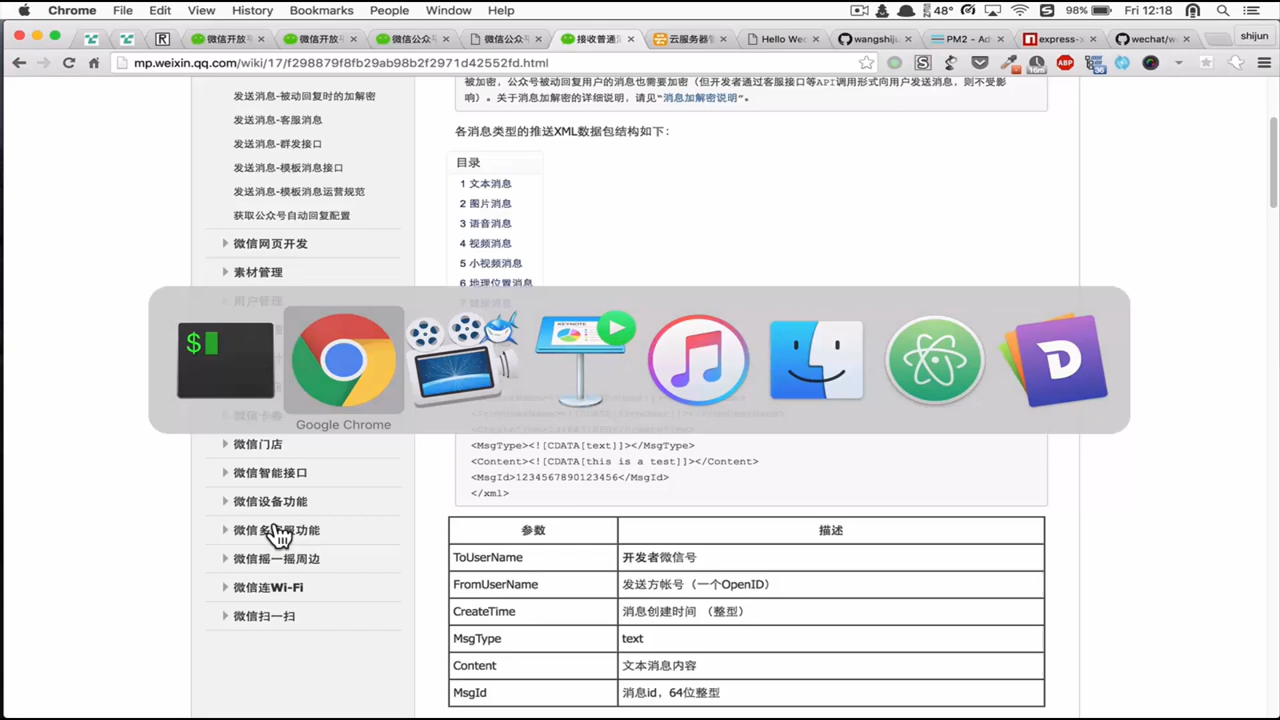 Chrome File Edit View History Bookmarks People Window Help
48° 98% Fri 12:18
微信开放 微信开放 微信公众 微信公众 接收普通 云服务器 Hello We wangshiju PM2 - Ad express-x wechat/w shijun
mp.weixin.qq.com/wiki/17/f298879f8fb29ab98b2f2971d42552fd.html
16m ABP 36
发送消息-被动回复时的加解密
发送消息-客服消息
发送消息-群发接口
发送消息-模板消息接口
发送消息-模板消息运营规范
获取公众号自动回复配置
微信网页开发
素材管理
用户管理
微信卡券
微信门店
微信智能接口
微信设备功能
微信多客服功能
微信摇一摇周边
微信连Wi-Fi
微信扫一扫
被加密，公众号被动回复用户的消息也需要加密（但开发者通过客服接口等API调用形式向用户发送消息，则不受影
响）。关于消息加解密的详细说明，请见“消息加解密说明”。
各消息类型的推送XML数据包结构如下：
目录
1 文本消息
2 图片消息
3 语音消息
4 视频消息
5 小视频消息
6 地理位置消息
$
KEYNOTE
Google Chrome
<MsgType><![CDATA[text]]></MsgType>
<Content><![CDATA[this is a test]]></Content>
<MsgId>1234567890123456</MsgId>
</xml>
参数 描述
ToUserName 开发者微信号
FromUserName 发送方帐号（一个OpenID）
CreateTime 消息创建时间 （整型）
MsgType text
Content 文本消息内容
MsgId 消息id，64位整型